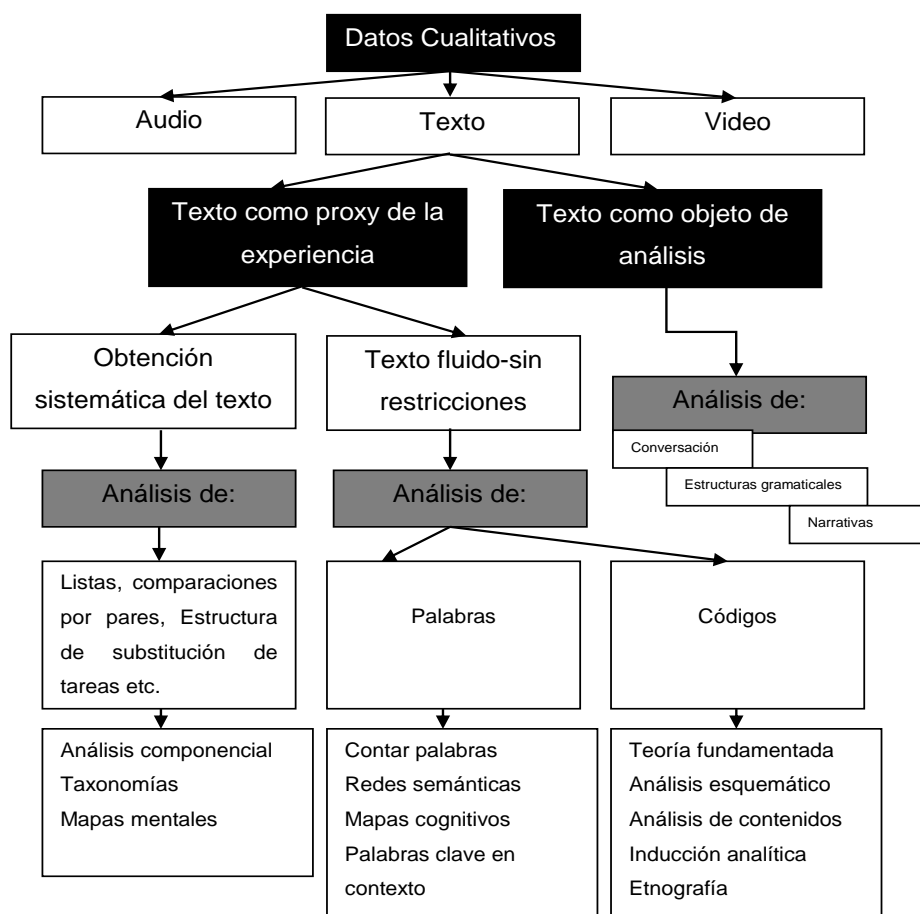 Datos Cualitativos
Audio
Texto
Video
Texto como proxy de la
experiencia
Texto como objeto de
análisis
Obtención
sistemática del texto
Texto fluido-sin
restricciones
Análisis de:
Conversación
Estructuras gramaticales
Narrativas
Análisis de:
Análisis de:
Listas, comparaciones
por pares, Estructura
de substitución de
tareas etc.
Palabras
Códigos
Análisis componencial
Taxonomías
Mapas mentales
Contar palabras
Redes semánticas
Mapas cognitivos
Palabras clave en
contexto
Teoría fundamentada
Análisis esquemático
Análisis de contenidos
Inducción analítica
Etnografía